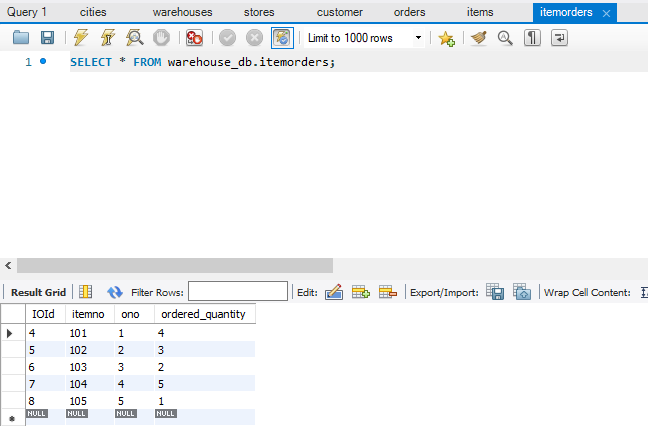 Query 1 cities warehouses stores customer orders items itemorders
Limit to 1000 rows
1 SELECT * FROM warehouse_db.itemorders;
Result Grid Filter Rows: Edit: Export/Import: Wrap Cell Content:
IOId itemno ono ordered_quantity
4 101 1 4
5 102 2 3
6 103 3 2
7 104 4 5
8 105 5 1
NULL NULL NULL NULL